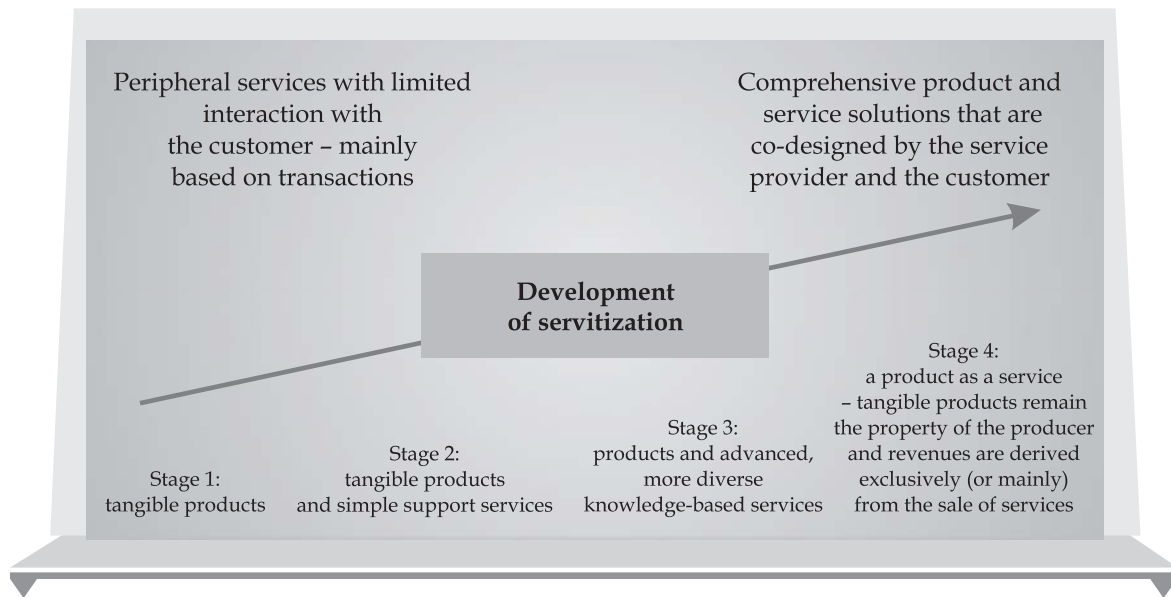 Peripheral services with limited
interaction with
the customer – mainly
based on transactions
Comprehensive product and
service solutions that are
co-designed by the service
provider and the customer
Development
of servitization
Stage 1:
tangible products
Stage 2:
tangible products
and simple support services
Stage 3:
products and advanced,
more diverse
knowledge-based services
Stage 4:
a product as a service
– tangible products remain
the property of the producer
and revenues are derived
exclusively (or mainly)
from the sale of services